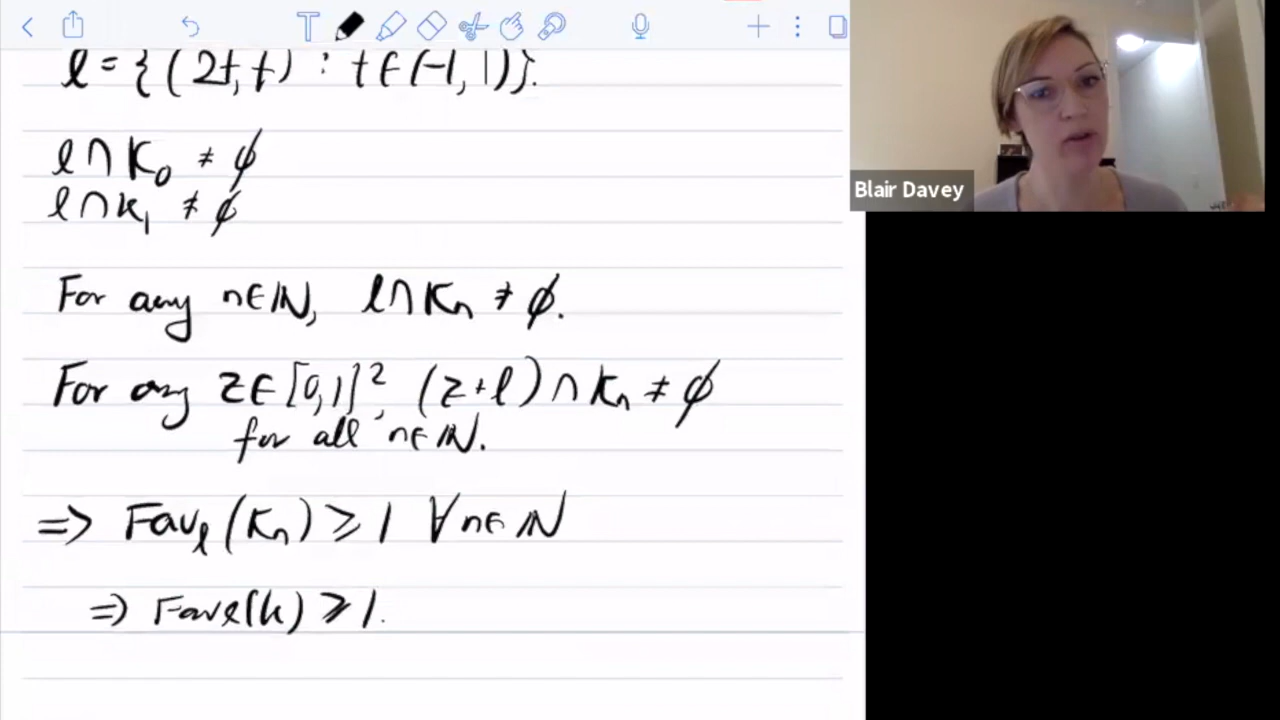 l = {(2t, t) : t ∈ (-1, 1)}.
l ∩ K₀ ≠ ϕ
l ∩ K₁ ≠ ϕ
For any n ∈ ℕ, l ∩ Kₙ ≠ ϕ.
For any z ∈ [0,1]², (z + l) ∩ Kₙ ≠ ϕ
for all n ∈ ℕ.
=> Fav_l(Kₙ) ⩾ 1 ∀ n ∈ ℕ
=> Fav_l(K) ⩾ 1.
Blair Davey